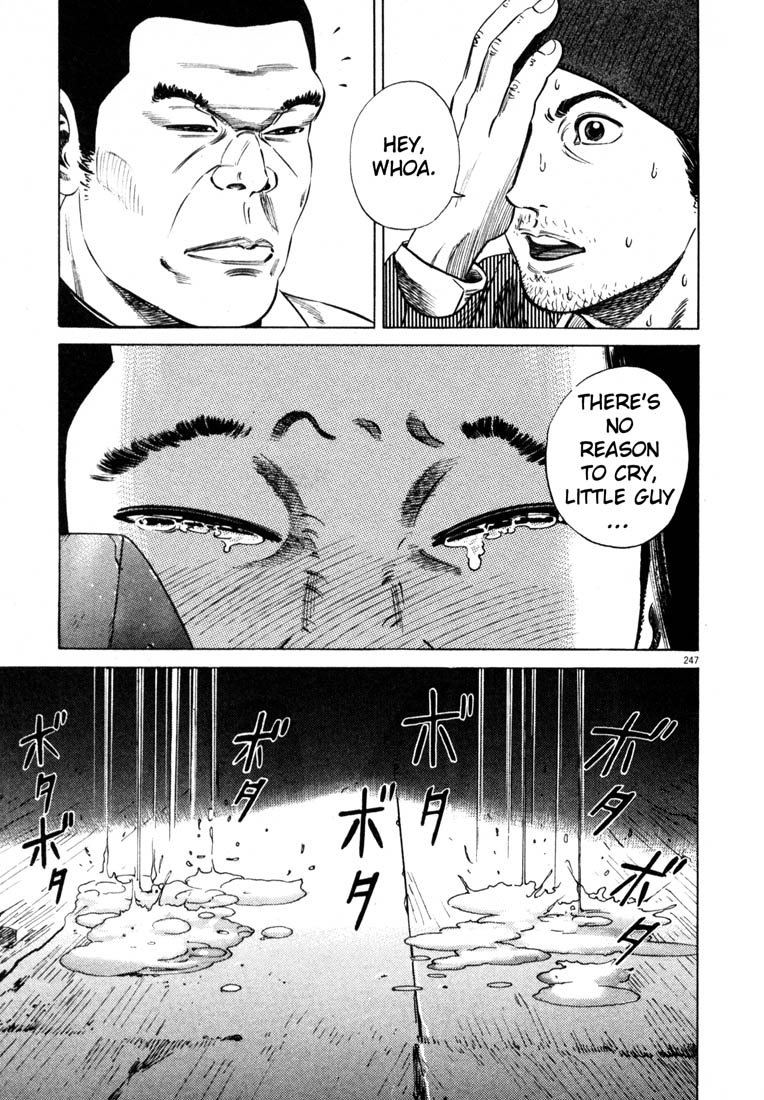 HEY,
WHOA.
THERE'S
NO
REASON
TO CRY,
LITTLE GUY
...
247
ボタ
ボタ
ボタ
ボタ
ボタ
ボタ
ボタ